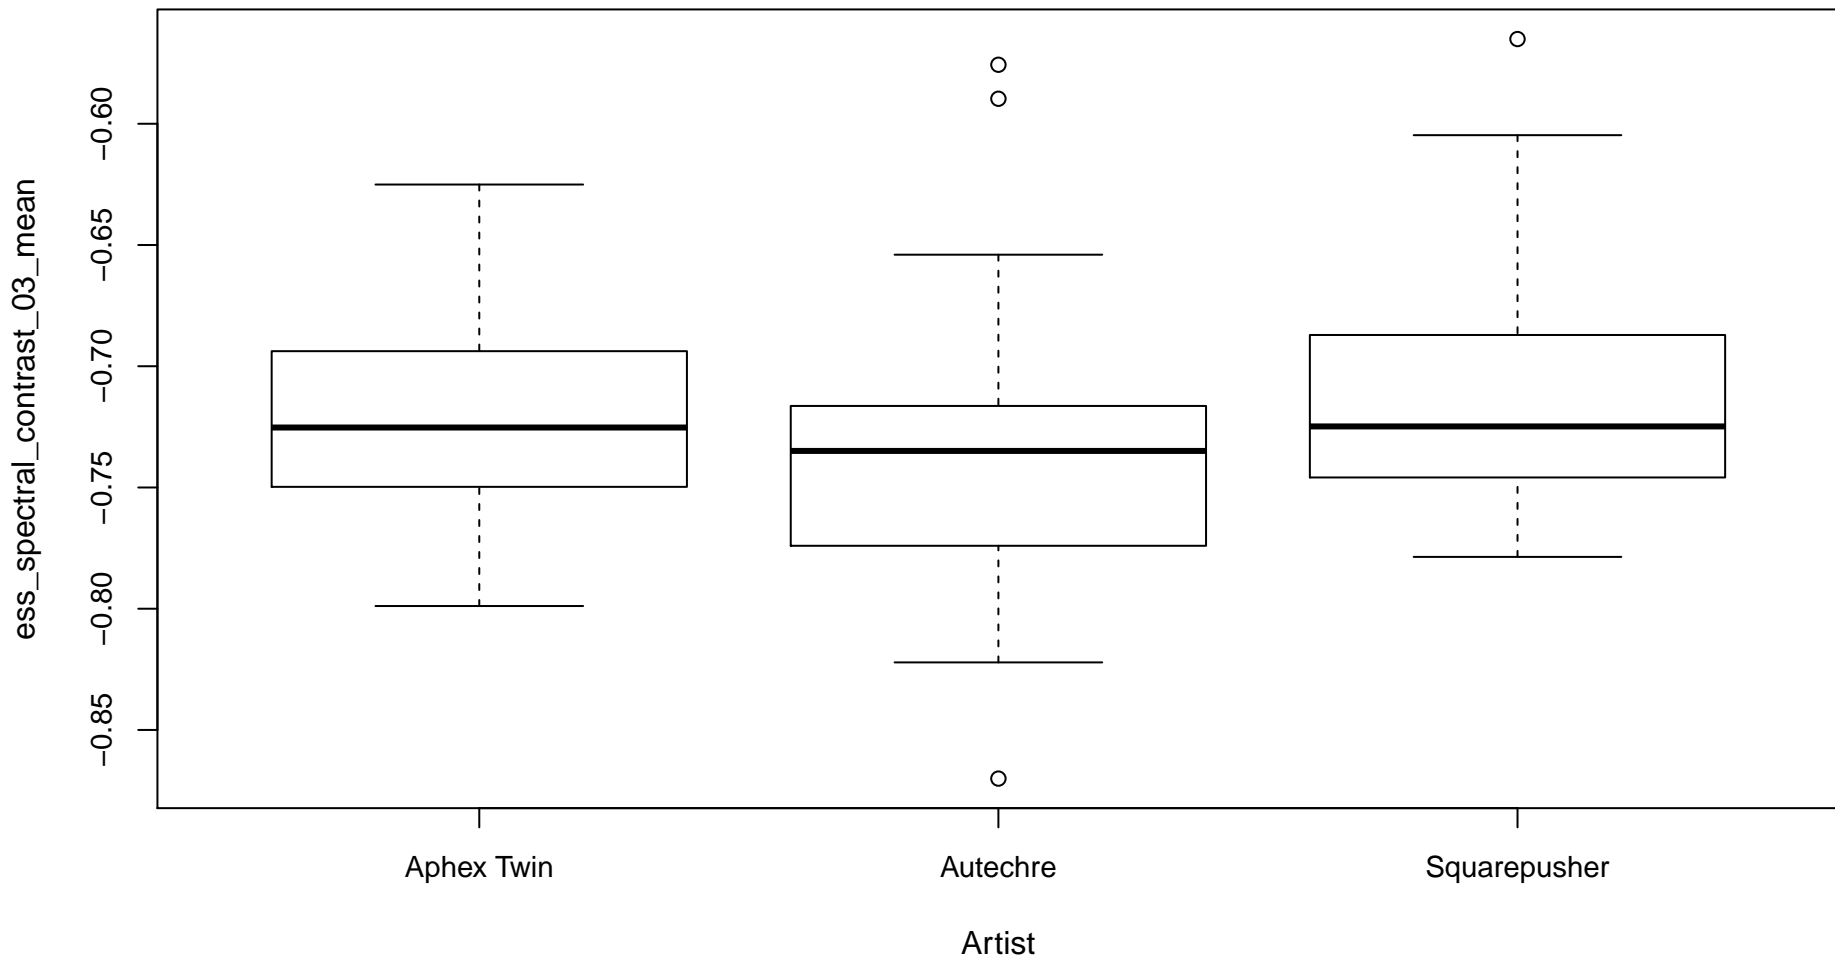 ess_spectral_contrast_03_mean
−0.60
−0.65
−0.70
−0.75
−0.80
−0.85
Aphex Twin
Autechre
Squarepusher
Artist